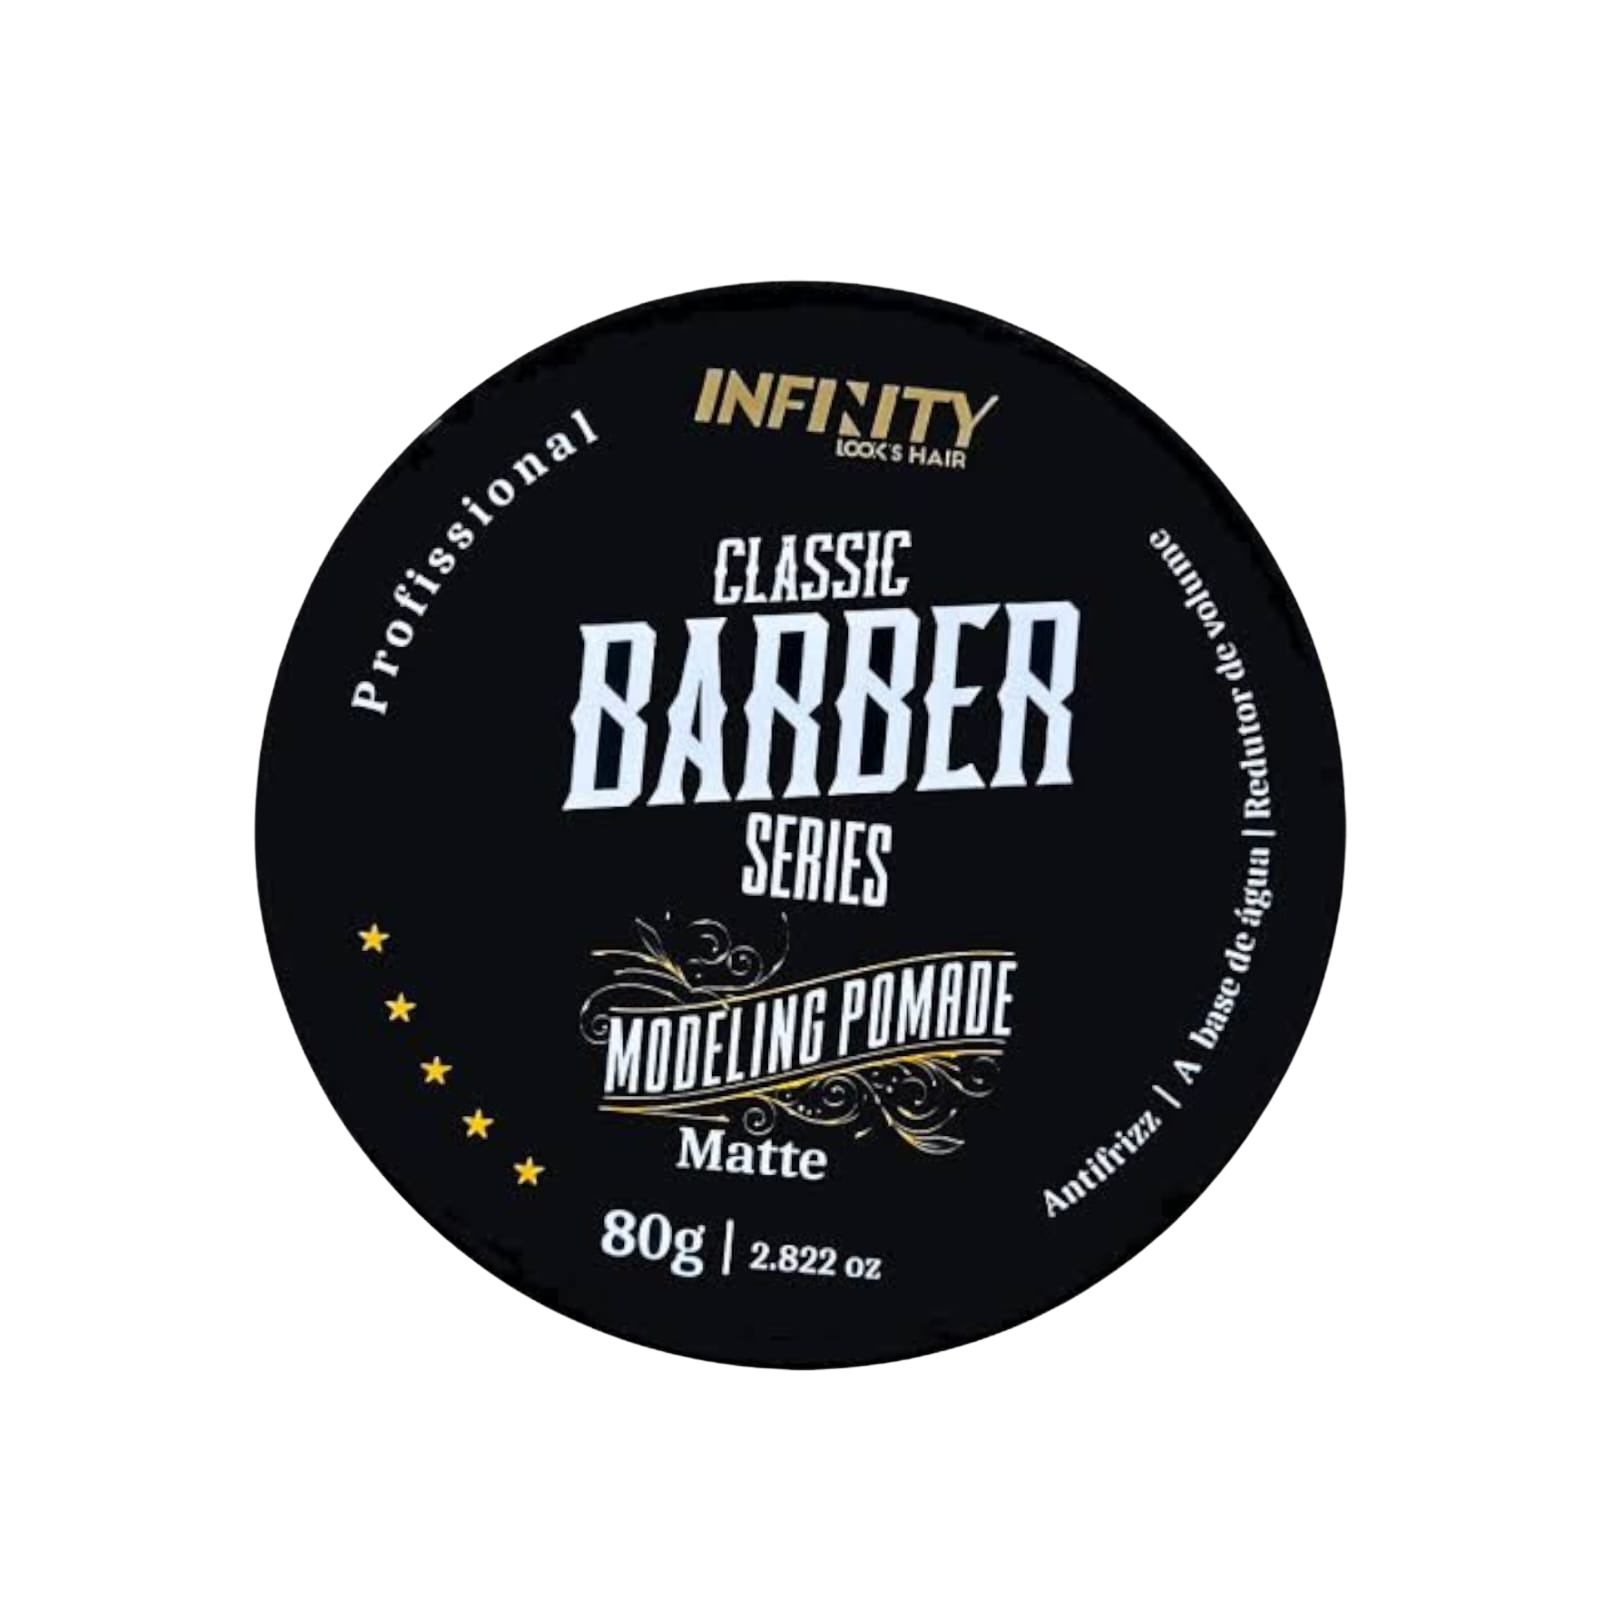 INFINITY
LOOK'S HAIR
Profissional
CLASSIC
BARBER
SERIES
MODELING POMADE
Matte
80g | 2.822 oz
Antifrizz | A base de água | Redutor de volume